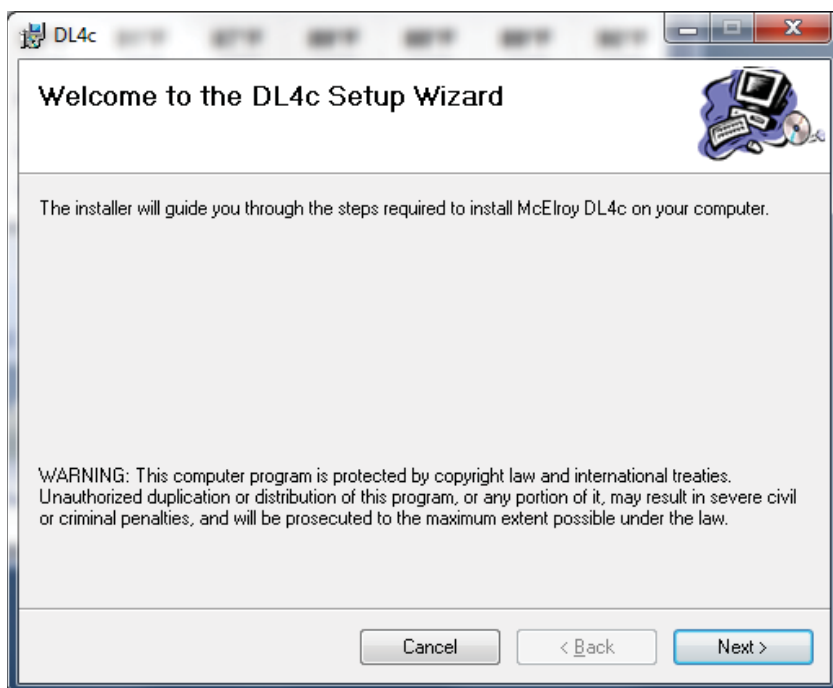 DL4c
Welcome to the DL4c Setup Wizard
The installer will guide you through the steps required to install McElroy DL4c on your computer.
WARNING: This computer program is protected by copyright law and international treaties.
Unauthorized duplication or distribution of this program, or any portion of it, may result in severe civil
or criminal penalties, and will be prosecuted to the maximum extent possible under the law.
Cancel
< Back
Next >